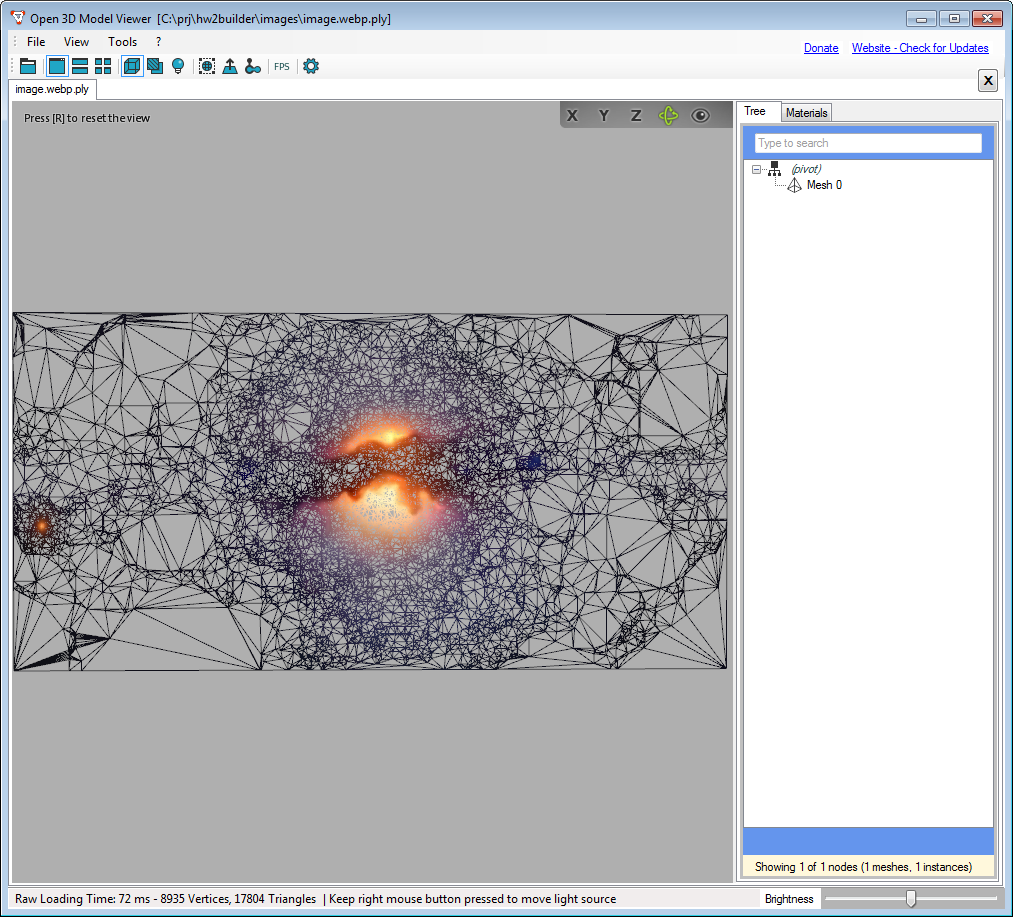 Open 3D Model Viewer [C:\prj\hw2builder\images\image.webp.ply]
File View Tools ?
Donate Website - Check for Updates
FPS
image.webp.ply
X
Press [R] to reset the view
X Y Z
Tree Materials
Type to search
(pivot)
Mesh 0
Showing 1 of 1 nodes (1 meshes, 1 instances)
Raw Loading Time: 72 ms - 8935 Vertices, 17804 Triangles | Keep right mouse button pressed to move light source
Brightness